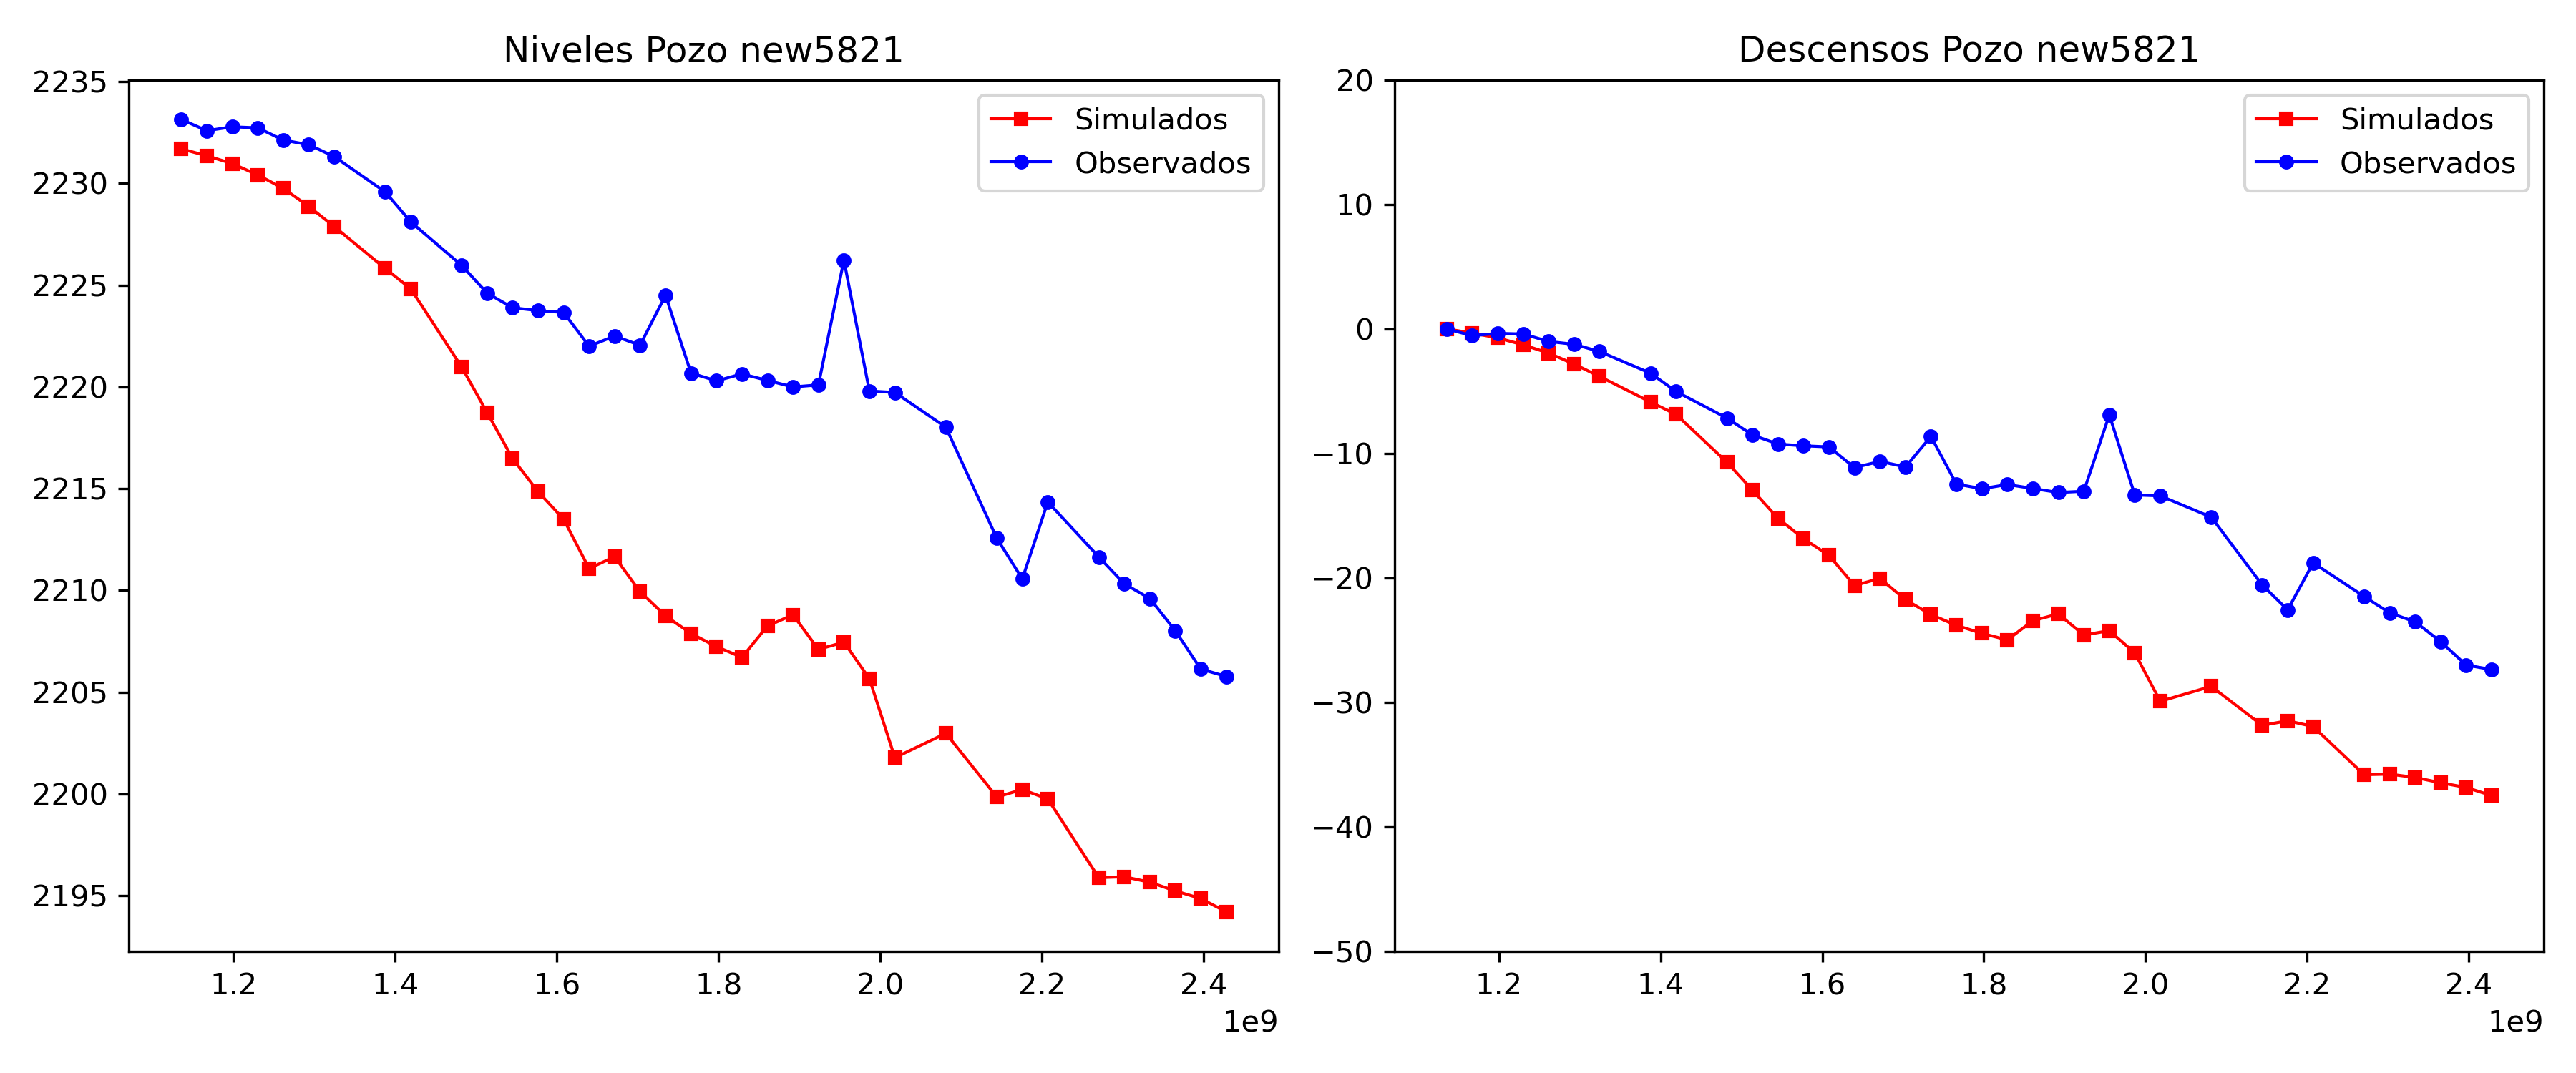 Niveles Pozo new5821
2235
2230
2225
2220
2215
2210
2205
2200
2195
1.2 1.4 1.6 1.8 2.0 2.2 2.4
1e9
Simulados
Observados
Descensos Pozo new5821
20
10
0
−10
−20
−30
−40
−50
1.2 1.4 1.6 1.8 2.0 2.2 2.4
1e9
Simulados
Observados